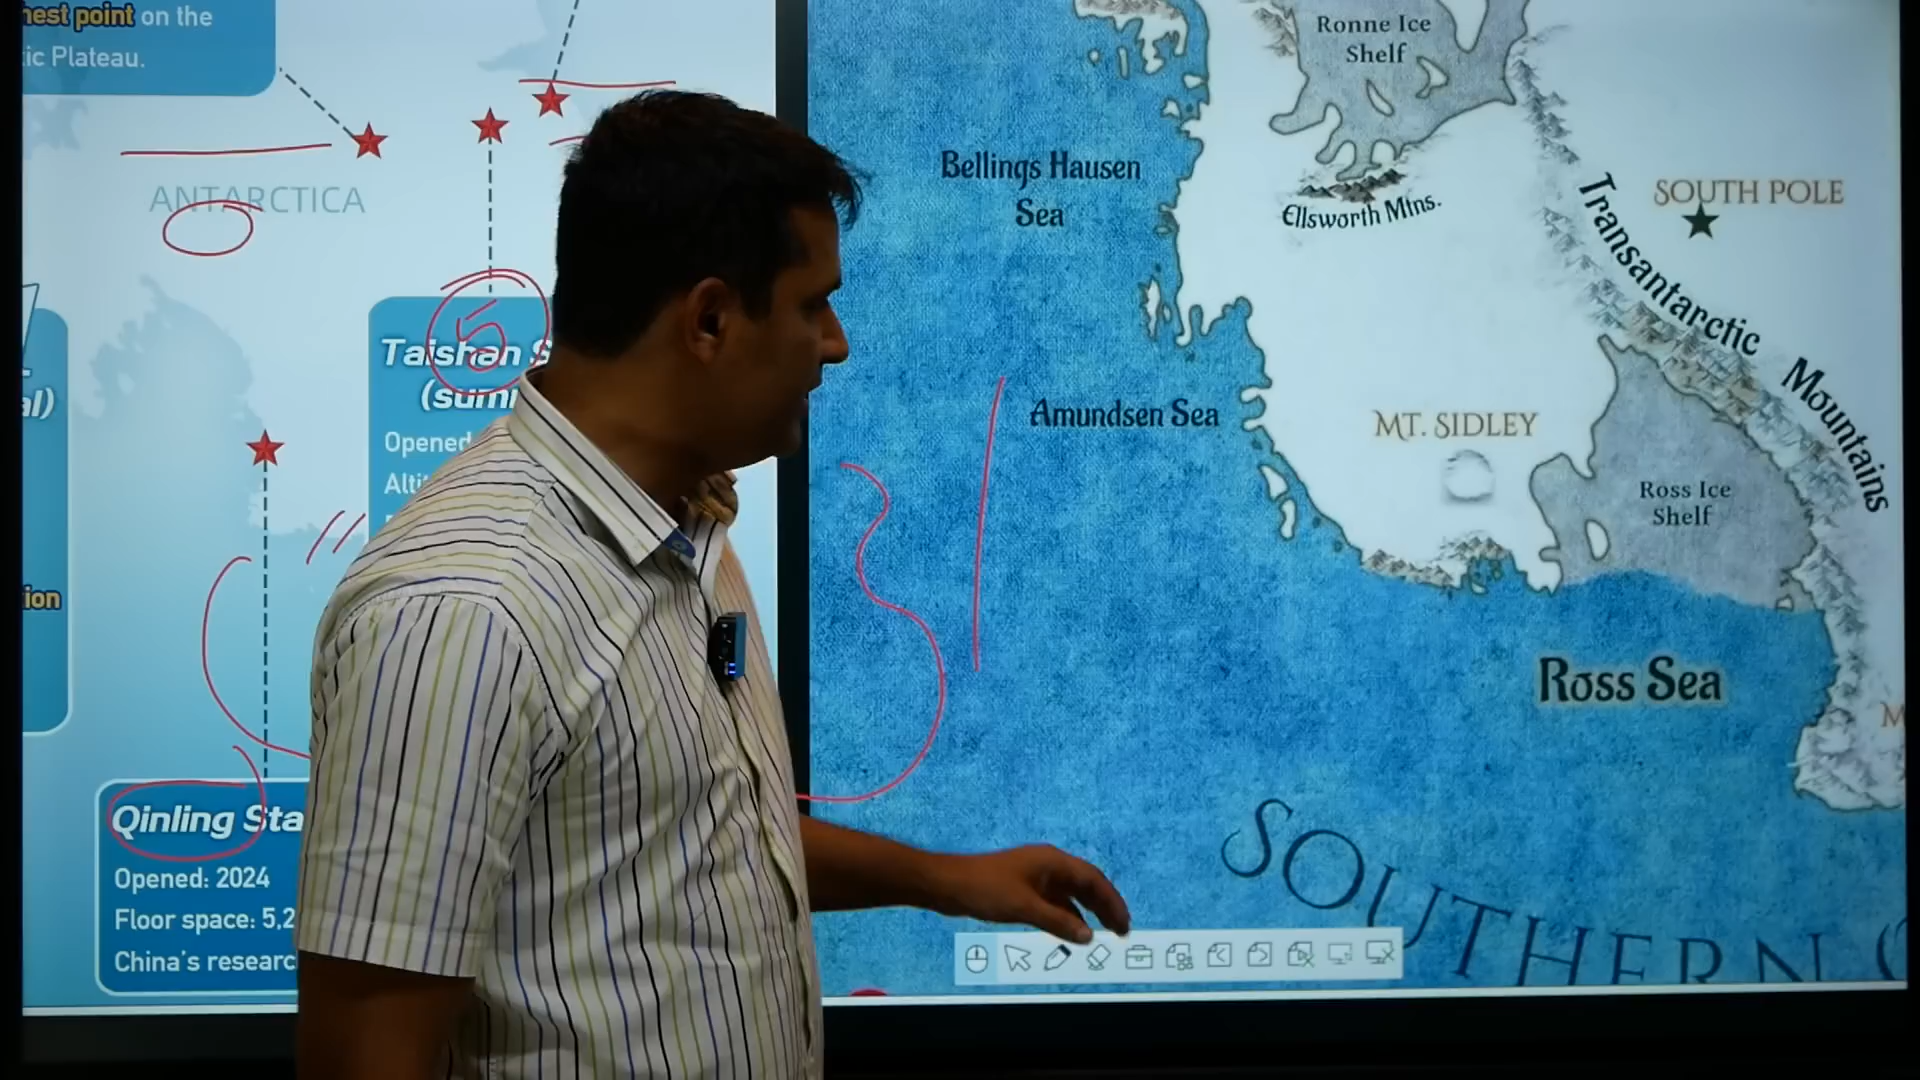 hest point on the
tic Plateau.
ANTARCTICA
al)
ion
5
Taishan S
(sum
Opened
Alti
Qinling Sta
Opened: 2024
Floor space: 5,2
China's researc
Ronne Ice
Shelf
Bellings Hausen
Sea
Ellsworth Mtns.
SOUTH POLE
Transantarctic Mountains
Amundsen Sea
MT. SIDLEY
Ross Ice
Shelf
Ross Sea
M
SOUTHERN O